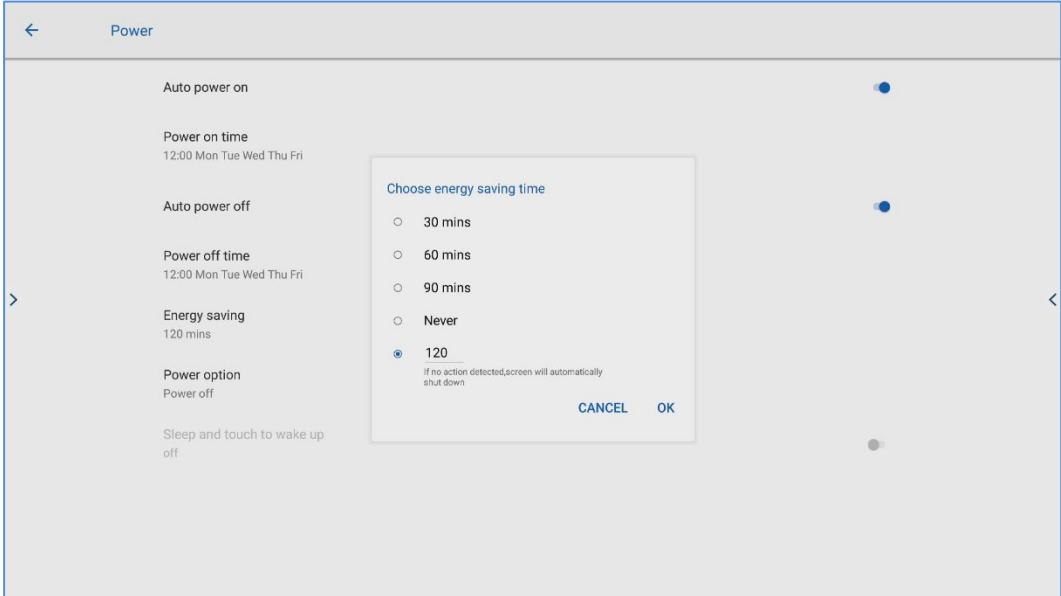 Power
Auto power on
Power on time
12:00 Mon Tue Wed Thu Fri
Auto power off
Power off time
12:00 Mon Tue Wed Thu Fri
Energy saving
120 mins
Power option
Power off
Sleep and touch to wake up
off
Choose energy saving time
30 mins
60 mins
90 mins
Never
120
If no action detected,screen will automatically
shut down
CANCEL OK